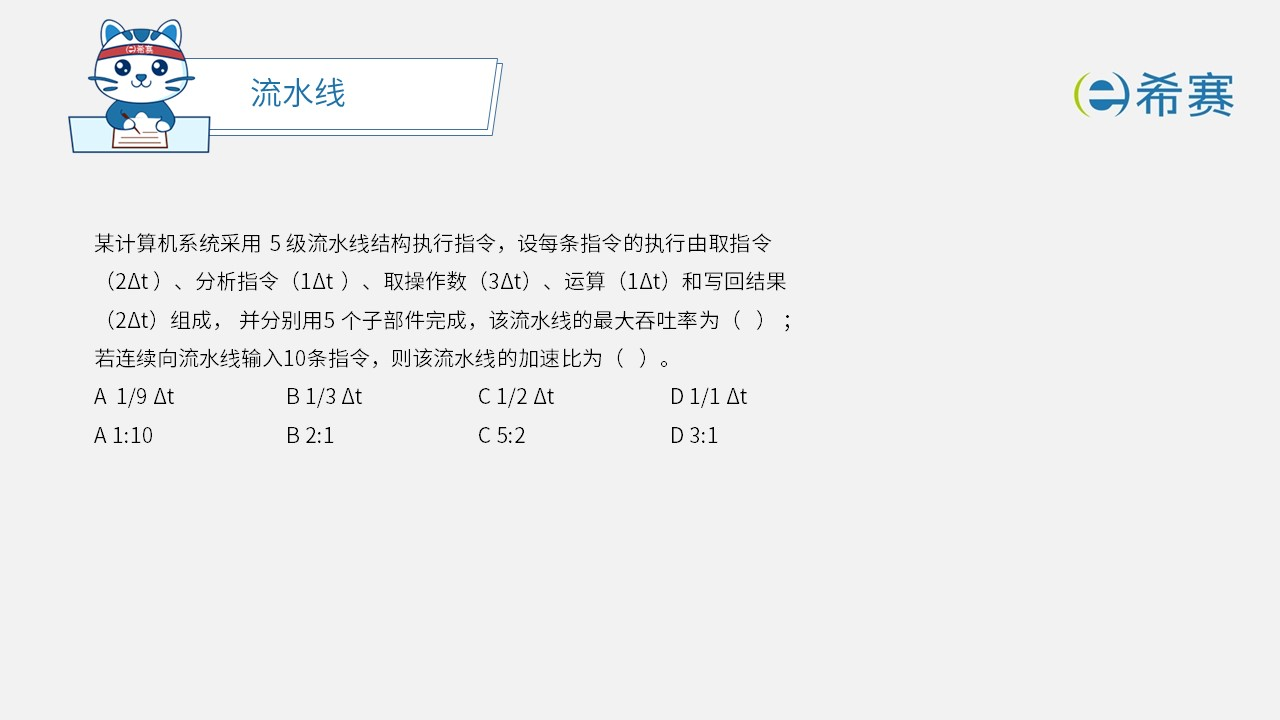 (e)希赛
流水线
(e)希赛
某计算机系统采用 5 级流水线结构执行指令，设每条指令的执行由取指令
（2Δt ）、分析指令（1Δt ）、取操作数（3Δt）、运算（1Δt）和写回结果
（2Δt）组成， 并分别用5 个子部件完成，该流水线的最大吞吐率为（  ）；
若连续向流水线输入10条指令，则该流水线的加速比为（  ）。
A 1/9 Δt B 1/3 Δt C 1/2 Δt D 1/1 Δt
A 1:10 B 2:1 C 5:2 D 3:1